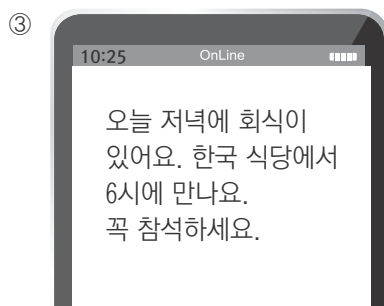 ③
10:25 OnLine
오늘 저녁에 회식이
있어요. 한국 식당에서
6시에 만나요.
꼭 참석하세요.